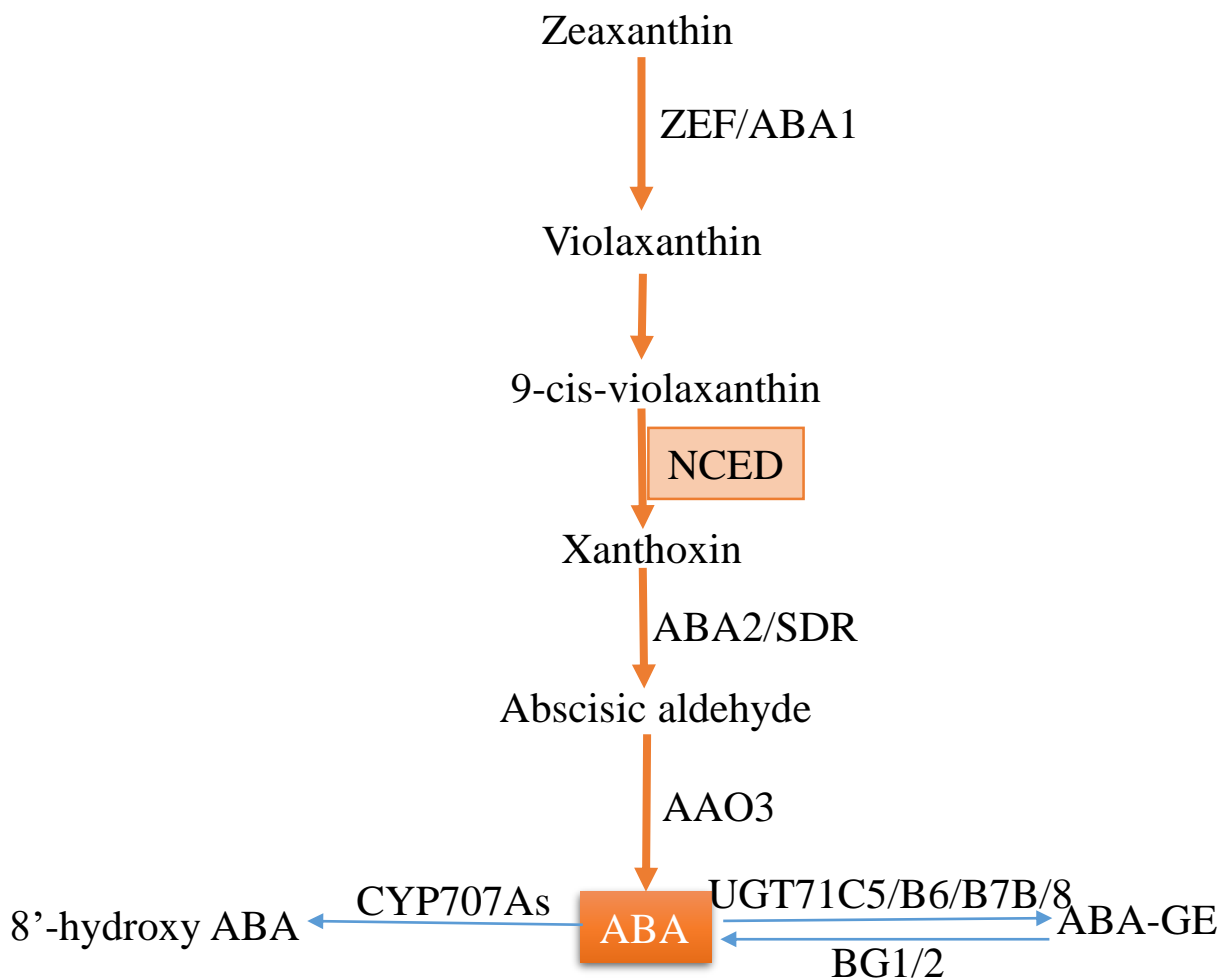 Zeaxanthin
ZEF/ABA1
Violaxanthin
9-cis-violaxanthin
NCED
Xanthoxin
ABA2/SDR
Abscisic aldehyde
AAO3
CYP707As
UGT71C5/B6/B7B/8
8’-hydroxy ABA
ABA
ABA-GE
BG1/2